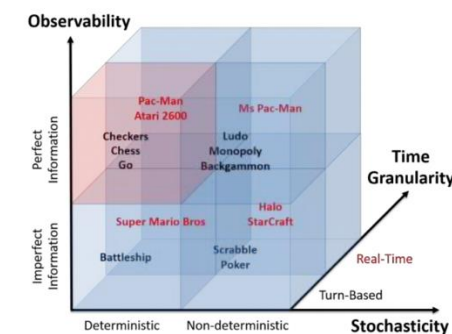 Observability
Pac-Man
Atari 2600
Ms Pac-Man
Checkers
Chess
Go
Ludo
Monopoly
Backgammon
Perfect
Information
Time
Granularity
Halo
StarCraft
Super Mario Bros
Imperfect
Information
Battleship
Scrabble
Poker
Real-Time
Turn-Based
Deterministic
Non-deterministic
Stochasticity